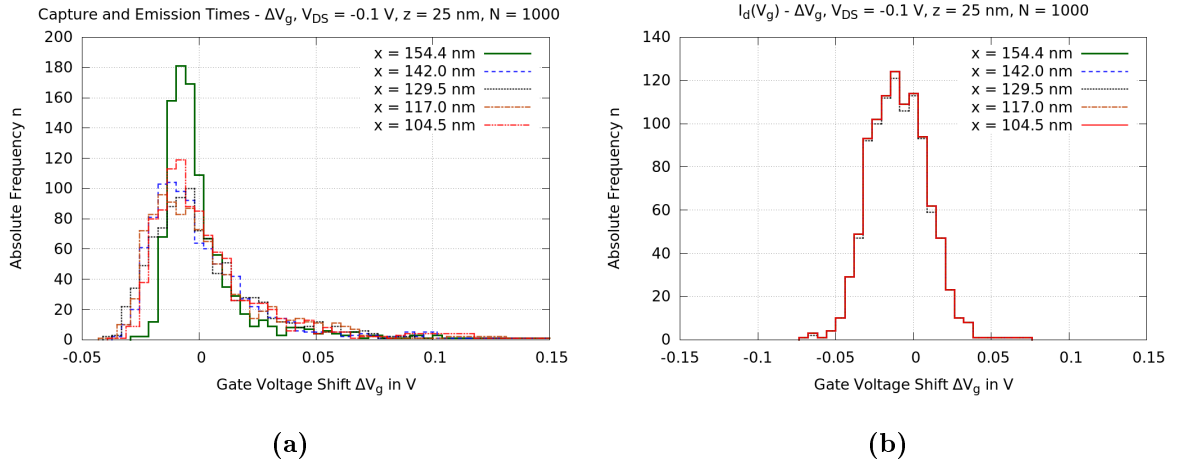 Capture and Emission Times - ΔVg, VDS = -0.1 V, z = 25 nm, N = 1000
Absolute Frequency n
200
180
160
140
120
100
80
60
40
20
0
x = 154.4 nm
x = 142.0 nm
x = 129.5 nm
x = 117.0 nm
x = 104.5 nm
-0.05 0 0.05 0.1 0.15
Gate Voltage Shift ΔVg in V
(a)
Id(Vg) - ΔVg, VDS = -0.1 V, z = 25 nm, N = 1000
Absolute Frequency n
140
120
100
80
60
40
20
0
x = 154.4 nm
x = 142.0 nm
x = 129.5 nm
x = 117.0 nm
x = 104.5 nm
-0.15 -0.1 -0.05 0 0.05 0.1 0.15
Gate Voltage Shift ΔVg in V
(b)